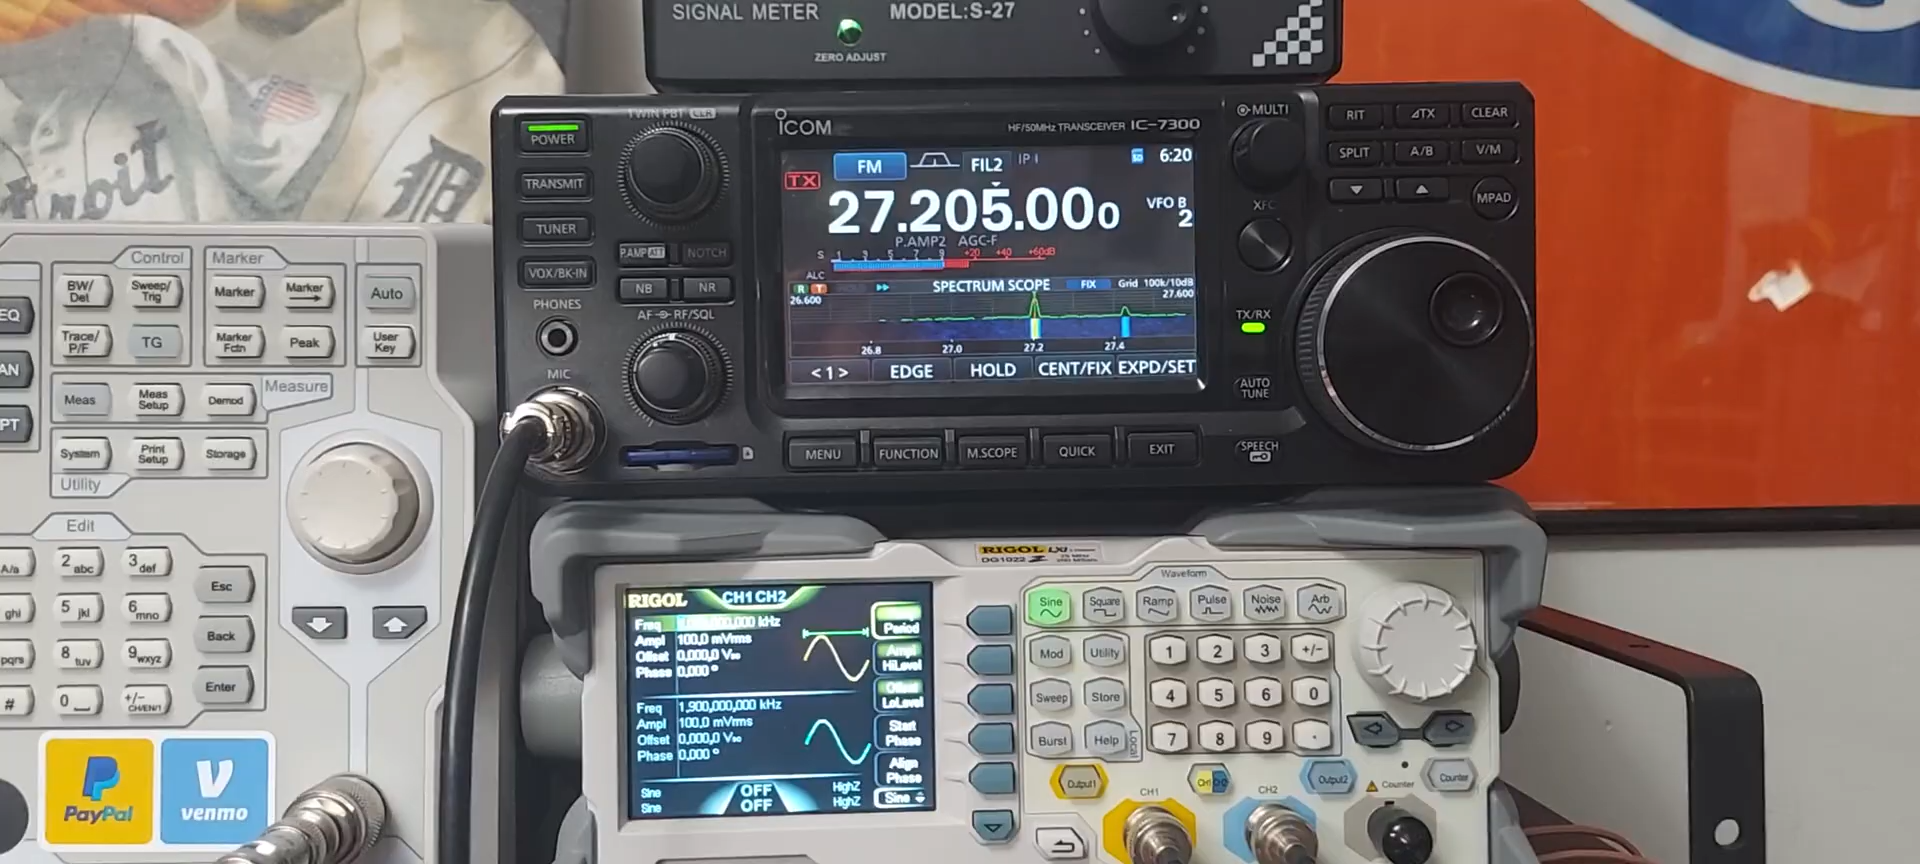 SIGNAL METER MODEL:S-27
ZERO ADJUST
TWIN PBT CLR
POWER
TRANSMIT
TUNER
VOX/BK-IN
P.AMP ATT NOTCH
NB NR
PHONES
AF RF/SQL
MIC
ICOM
HF/50MHz TRANSCEIVER IC-7300
FM FIL2 IP 6:20
TX
27.205.000
VFO B
2
P.AMP2 AGC-F
S 1 3 5 7 9 +20 +40 +60dB
ALC
R T SPECTRUM SCOPE FIX Grid 100k/10dB
26.600 27.600
26.8 27.0 27.2 27.4
<1> EDGE HOLD CENT/FIX EXPD/SET
MENU FUNCTION M.SCOPE QUICK EXIT
MULTI
RIT ⊿TX CLEAR
SPLIT A/B V/M
MPAD
XFC
TX/RX
AUTO TUNE
SPEECH
troit
D
Control
BW/Det Sweep/Trig
Trace/P/F TG
Marker
Marker Marker→
Marker Fctn Peak
Auto
User Key
EQ
AN
PT
Meas Meas Setup Demod Measure
System Print Setup Storage
Utility
Edit
A/a 2 abc 3 def
ghi 5 jkl 6 mno
pqrs 8 tuv 9 wxyz
# 0 +/-
Esc
Back
Enter
PayPal
venmo
RIGOL LXI
DG1022Z
RIGOL CH1 CH2
Freq 000,000 kHz
Ampl 100,0 mVrms
Offset 0,000,0
Phase 0,000 °
Freq 1,900,000,000 kHz
Ampl 100,0 mVrms
Offset 0,000,0
Phase 0,000 °
Sine OFF HighZ
Sine OFF HighZ
Period
Ampl
HiLevel
Offset
LoLevel
Start Phase
Align Phase
Sine
Waveform
Sine Square Ramp Pulse Noise Arb
Mod Utility 1 2 3 +/-
Sweep Store 4 5 6 0
Burst Help 7 8 9 .
Local
Output1 Output2 Counter
CH1 CH2 Counter